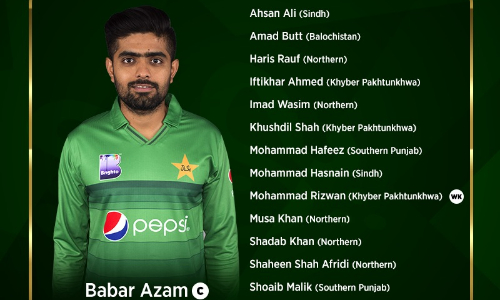 Ahsan Ali (Sindh)
Amad Butt (Balochistan)
Haris Rauf (Northern)
Iftikhar Ahmed (Khyber Pakhtunkhwa)
Imad Wasim (Northern)
Khushdil Shah (Khyber Pakhtunkhwa)
Mohammad Hafeez (Southern Punjab)
Mohammad Hasnain (Sindh)
Mohammad Rizwan (Khyber Pakhtunkhwa) WK
Musa Khan (Northern)
Shadab Khan (Northern)
Shaheen Shah Afridi (Northern)
Shoaib Malik (Southern Punjab)
Brighto
pepsi
Babar Azam C